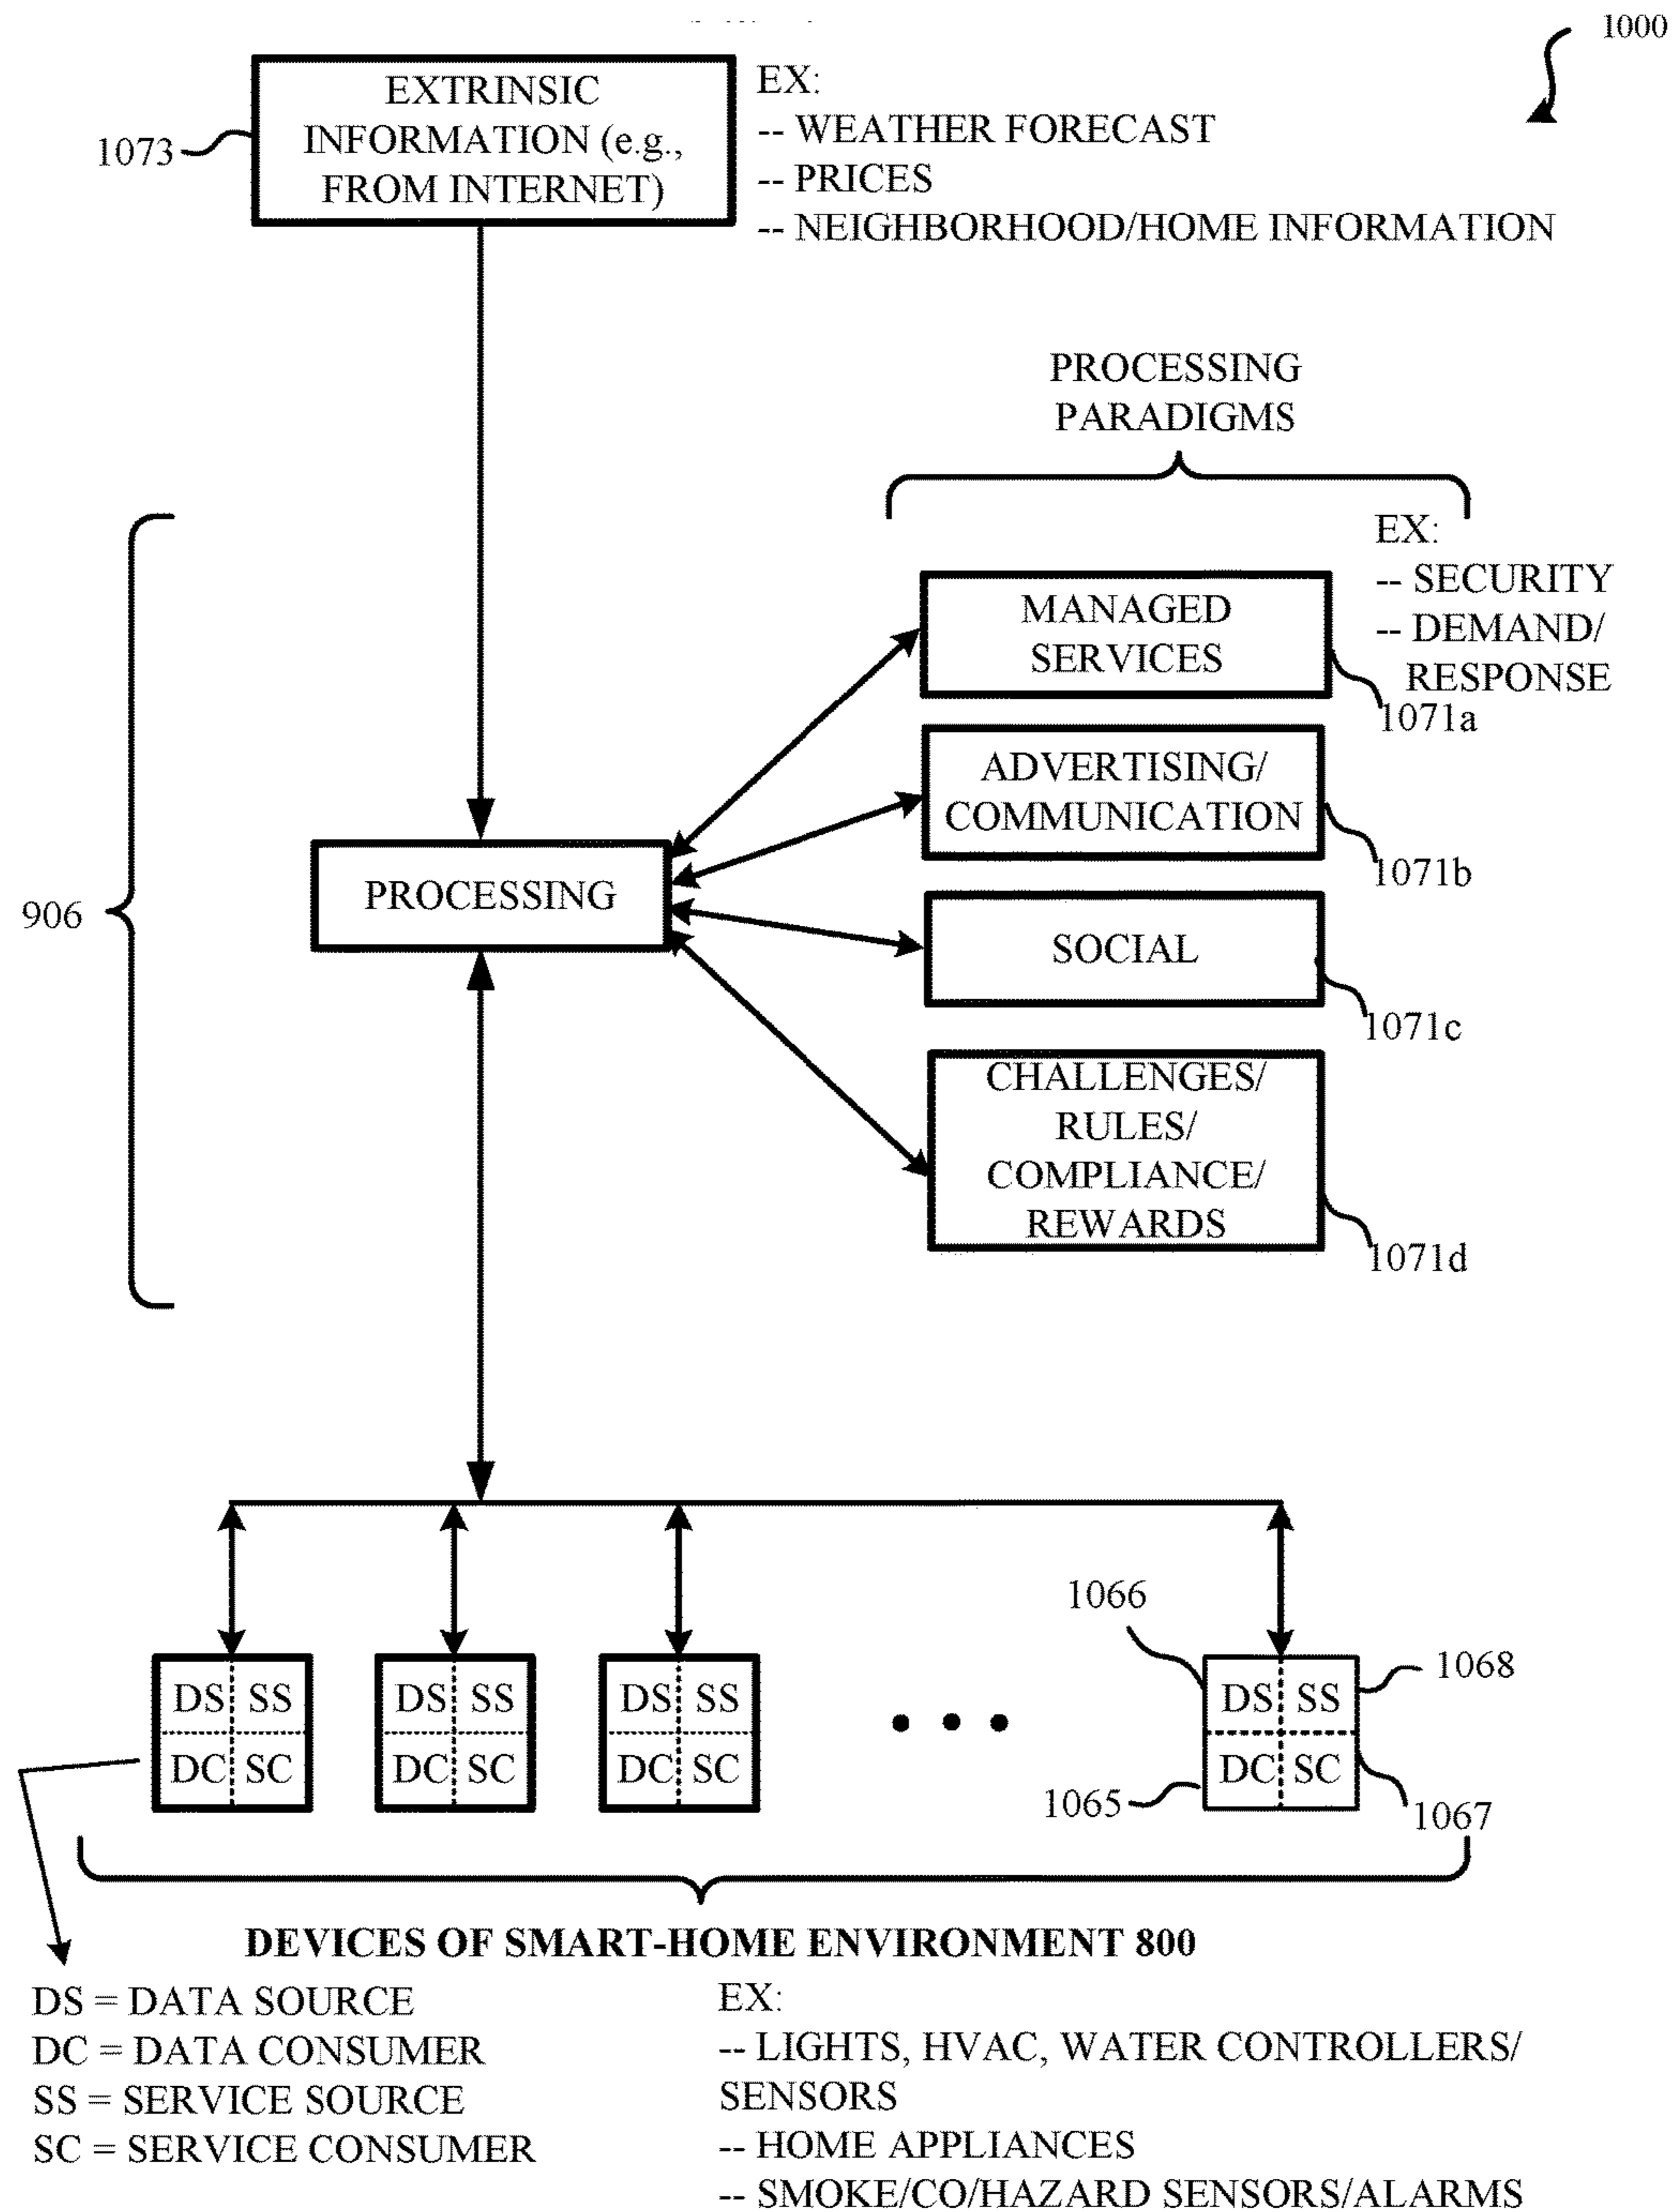 1000
EXTRINSIC
INFORMATION (e.g.,
FROM INTERNET)
1073
EX:
-- WEATHER FORECAST
-- PRICES
-- NEIGHBORHOOD/HOME INFORMATION
PROCESSING
PARADIGMS
EX:
-- SECURITY
-- DEMAND/
RESPONSE
MANAGED
SERVICES
1071a
ADVERTISING/
COMMUNICATION
1071b
906
PROCESSING
SOCIAL
1071c
CHALLENGES/
RULES/
COMPLIANCE/
REWARDS
1071d
1066
1068
DS SS
DC SC
DS SS
DC SC
DS SS
DC SC
DS SS
DC SC
1065
1067
DEVICES OF SMART-HOME ENVIRONMENT 800
DS = DATA SOURCE
DC = DATA CONSUMER
SS = SERVICE SOURCE
SC = SERVICE CONSUMER
EX:
-- LIGHTS, HVAC, WATER CONTROLLERS/
SENSORS
-- HOME APPLIANCES
-- SMOKE/CO/HAZARD SENSORS/ALARMS